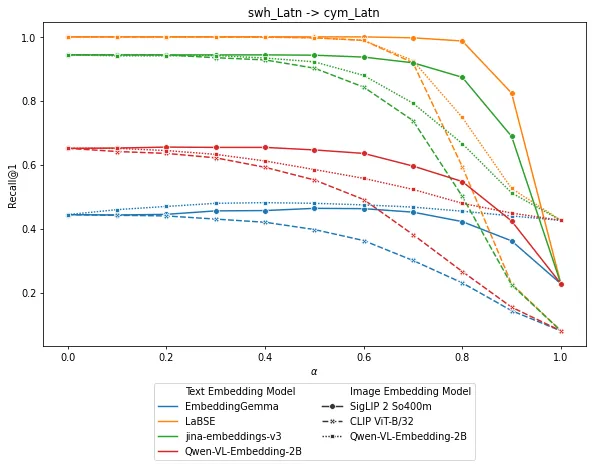 swh_Latn -> cym_Latn
Recall@1
1.0
0.8
0.6
0.4
0.2
0.0 0.2 0.4 0.6 0.8 1.0
α
Text Embedding Model Image Embedding Model
EmbeddingGemma SigLIP 2 So400m
LaBSE CLIP ViT-B/32
jina-embeddings-v3 Qwen-VL-Embedding-2B
Qwen-VL-Embedding-2B